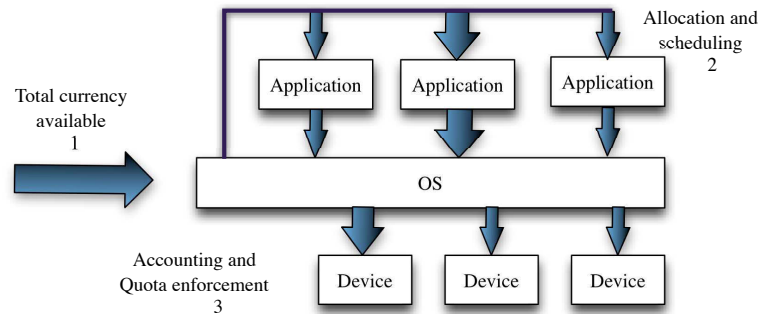 Allocation and
scheduling
2
Application
Application
Application
Total currency
available
1
OS
Accounting and
Quota enforcement
3
Device
Device
Device